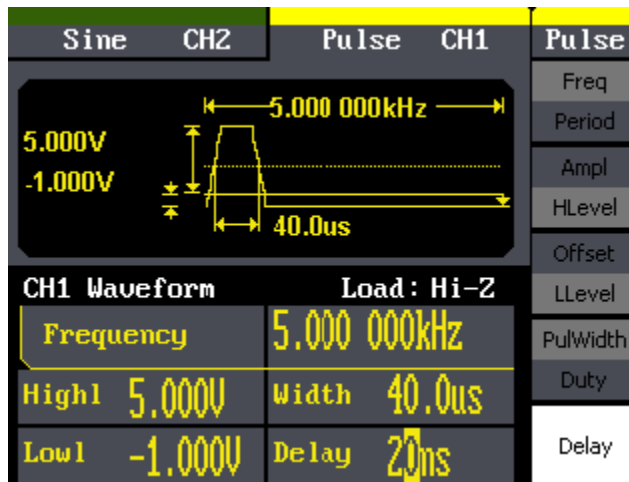 Sine CH2 Pulse CH1 Pulse
Freq
Period
Ampl
HLevel
Offset
LLevel
PulWidth
Duty
Delay
5.000 000kHz
5.000V
-1.000V
40.0us
CH1 Waveform Load: Hi-Z
Frequency 5.000 000kHz
Highl 5.000V Width 40.0us
Lowl -1.000V Delay 20ns